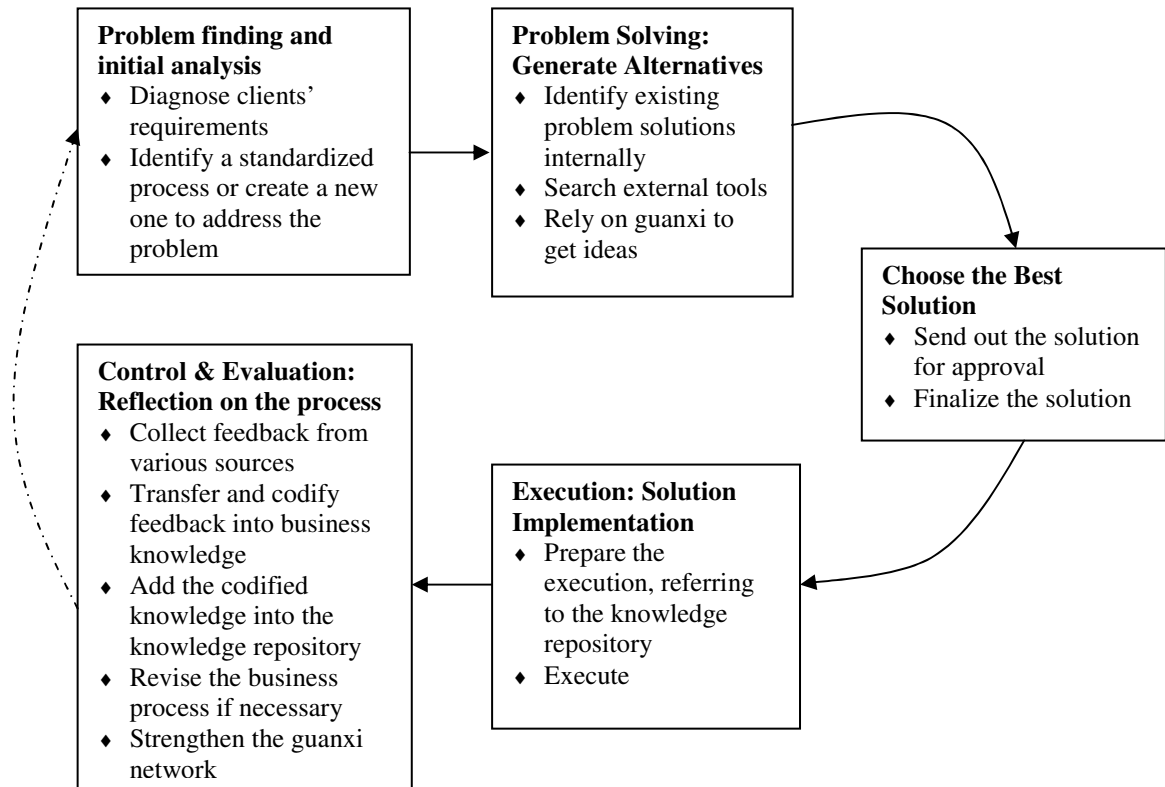 Problem finding and
initial analysis
♦ Diagnose clients’
requirements
♦ Identify a standardized
process or create a new
one to address the
problem
Problem Solving:
Generate Alternatives
♦ Identify existing
problem solutions
internally
♦ Search external tools
♦ Rely on guanxi to
get ideas
Choose the Best
Solution
♦ Send out the solution
for approval
♦ Finalize the solution
Execution: Solution
Implementation
♦ Prepare the
execution, referring
to the knowledge
repository
♦ Execute
Control & Evaluation:
Reflection on the process
♦ Collect feedback from
various sources
♦ Transfer and codify
feedback into business
knowledge
♦ Add the codified
knowledge into the
knowledge repository
♦ Revise the business
process if necessary
♦ Strengthen the guanxi
network